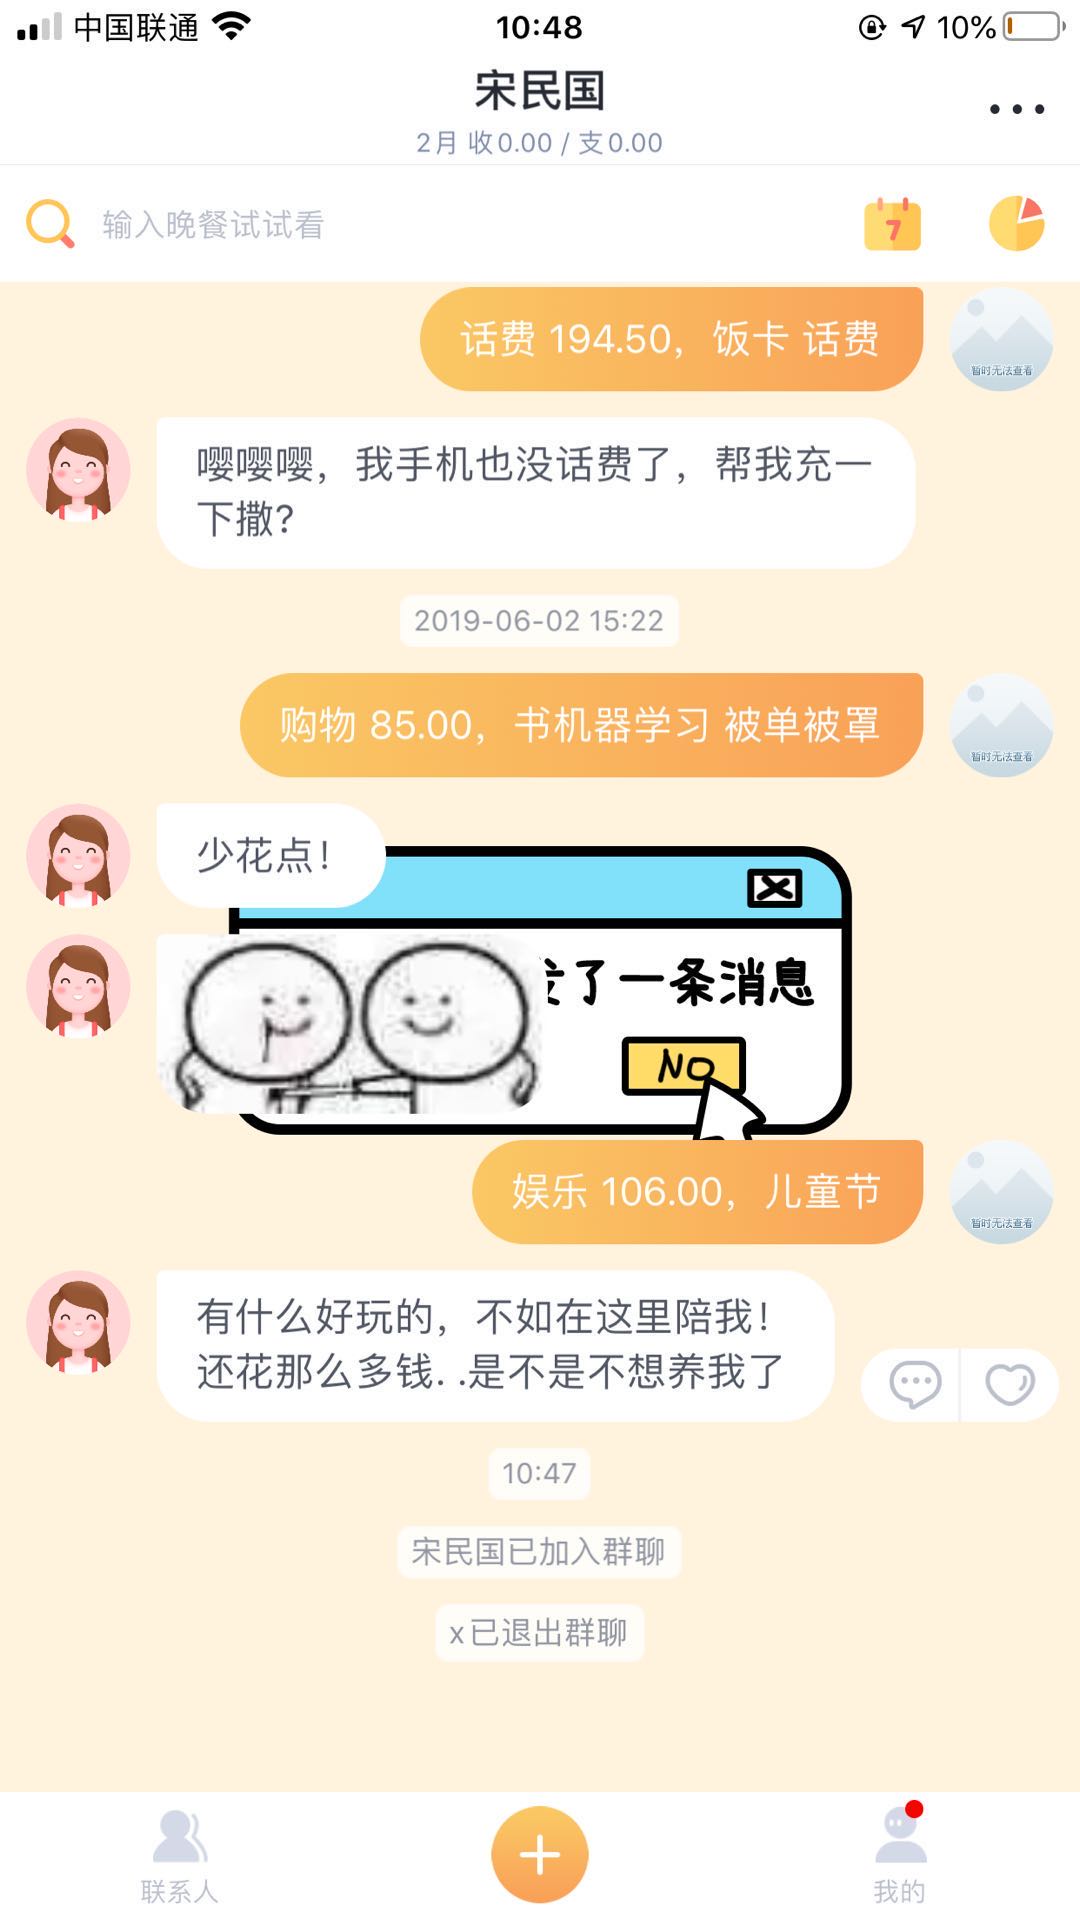 中国联通
10:48
10%
宋民国
2月 收0.00 / 支0.00
输入晚餐试试看
7
话费 194.50，饭卡 话费
暂时无法查看
嘤嘤嘤，我手机也没话费了，帮我充一
下撒?
2019-06-02 15:22
购物 85.00，书机器学习 被单被罩
暂时无法查看
少花点！
了一条消息
NO
娱乐 106.00，儿童节
暂时无法查看
有什么好玩的，不如在这里陪我！
还花那么多钱. .是不是不想养我了
10:47
宋民国已加入群聊
x已退出群聊
联系人
我的